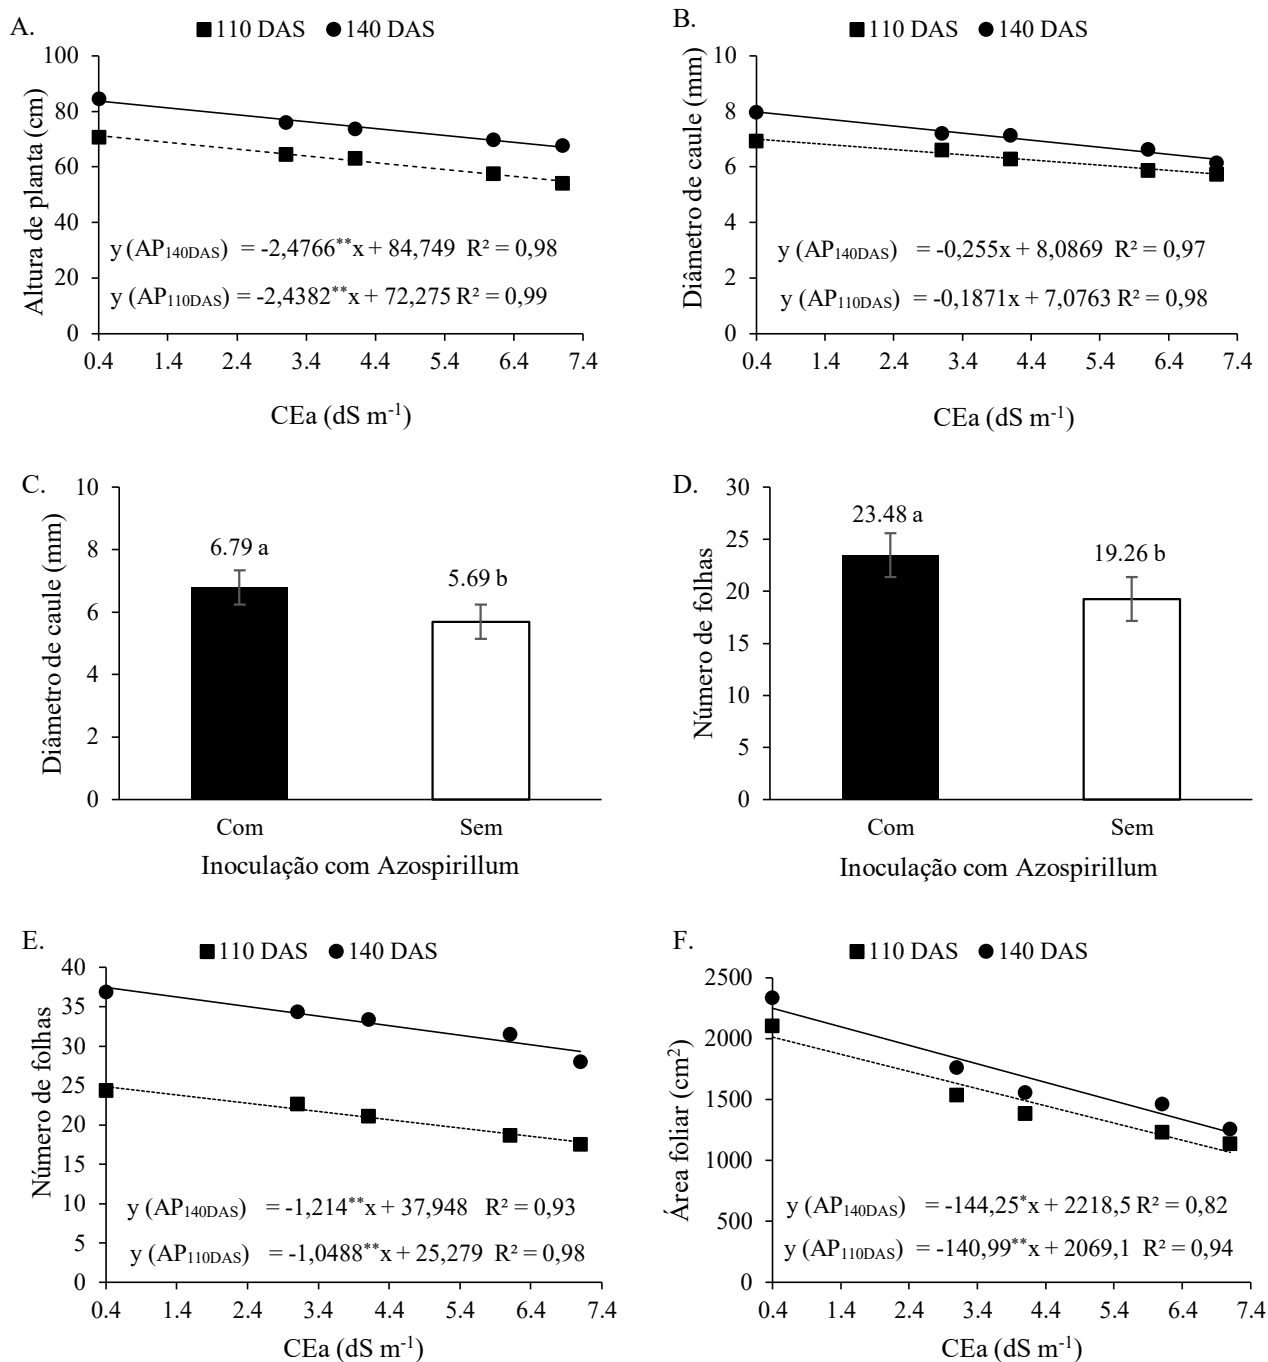 A.
110 DAS 140 DAS
Altura de planta (cm)
100
80
60
40
20
0
y (AP140DAS) = -2,4766**x + 84,749 R² = 0,98
y (AP110DAS) = -2,4382**x + 72,275 R² = 0,99
0.4 1.4 2.4 3.4 4.4 5.4 6.4 7.4
CEa (dS m-1)
B.
110 DAS 140 DAS
Diâmetro de caule (mm)
10
8
6
4
2
0
y (AP140DAS) = -0,255x + 8,0869 R² = 0,97
y (AP110DAS) = -0,1871x + 7,0763 R² = 0,98
0.4 1.4 2.4 3.4 4.4 5.4 6.4 7.4
CEa (dS m-1)
C.
Diâmetro de caule (mm)
10
8
6
4
2
0
6.79 a
5.69 b
Com Sem
Inoculação com Azospirillum
D.
Número de folhas
30
25
20
15
10
5
0
23.48 a
19.26 b
Com Sem
Inoculação com Azospirillum
E.
110 DAS 140 DAS
Número de folhas
40
35
30
25
20
15
10
5
0
y (AP140DAS) = -1,214**x + 37,948 R² = 0,93
y (AP110DAS) = -1,0488**x + 25,279 R² = 0,98
0.4 1.4 2.4 3.4 4.4 5.4 6.4 7.4
CEa (dS m-1)
F.
110 DAS 140 DAS
Área foliar (cm²)
2500
2000
1500
1000
500
0
y (AP140DAS) = -144,25*x + 2218,5 R² = 0,82
y (AP110DAS) = -140,99**x + 2069,1 R² = 0,94
0.4 1.4 2.4 3.4 4.4 5.4 6.4 7.4
CEa (dS m-1)